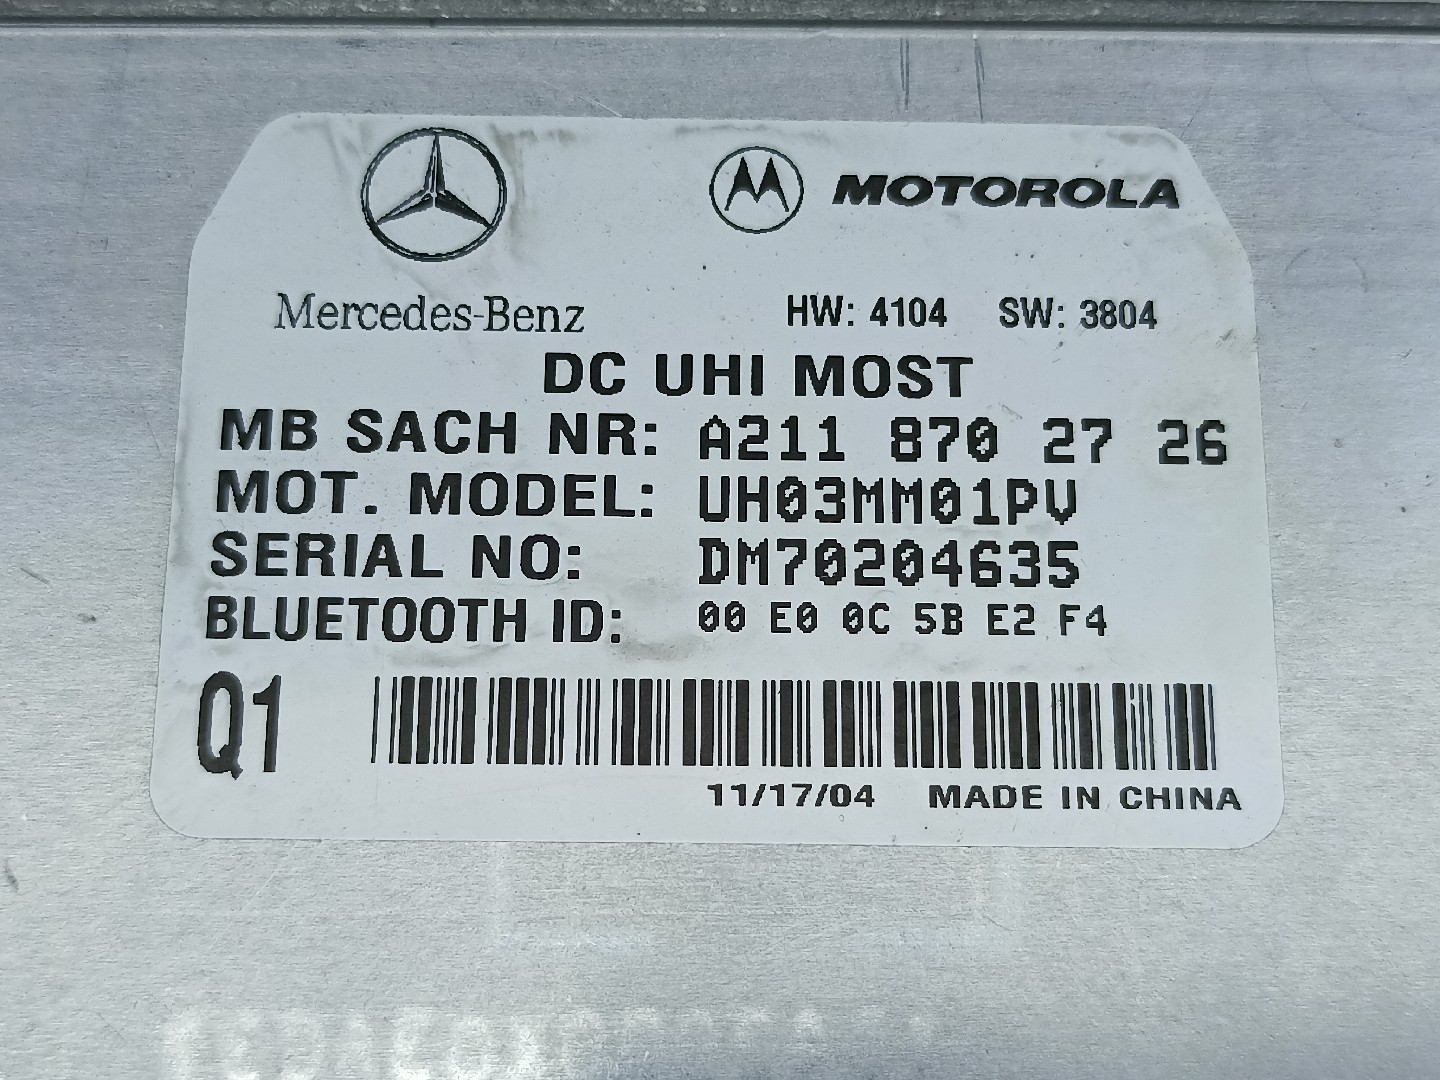 MOTOROLA
Mercedes-Benz HW: 4104 SW: 3804
DC UHI MOST
MB SACH NR: A211 870 27 26
MOT. MODEL: UH03MM01PV
SERIAL NO: DM70204635
BLUETOOTH ID: 00 E0 0C 5B E2 F4
Q1
11/17/04 MADE IN CHINA